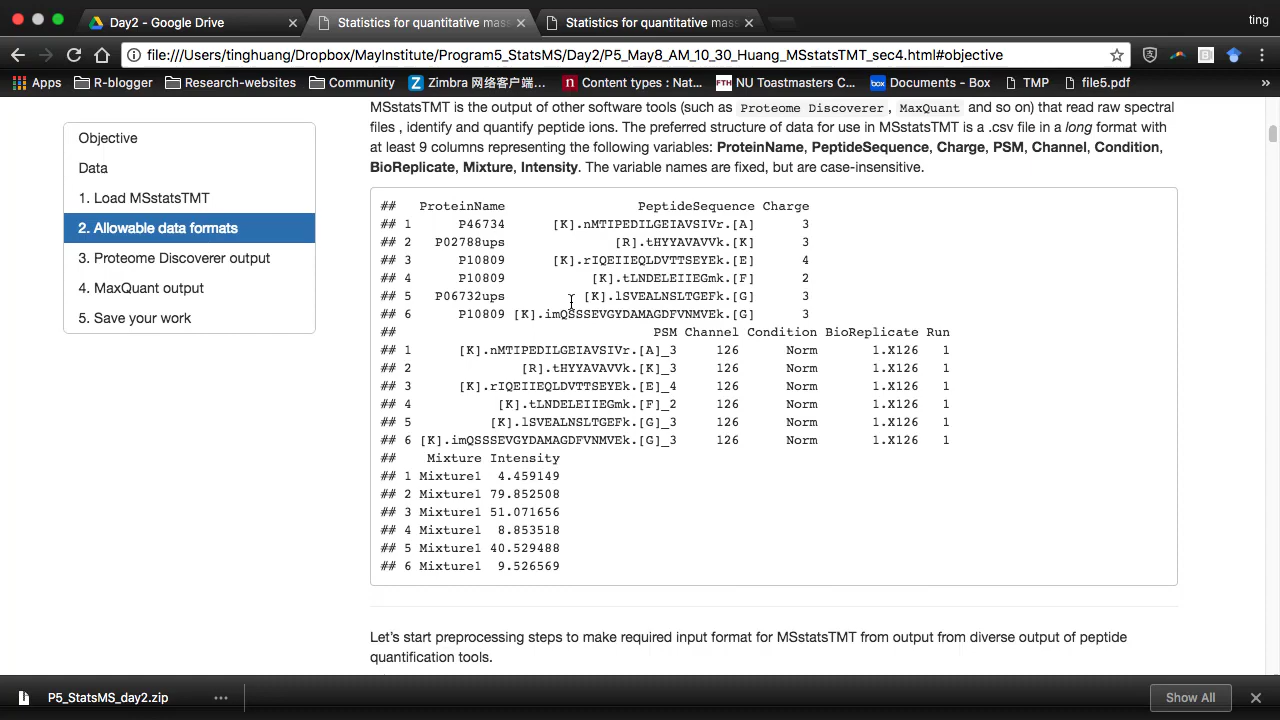 Day2 - Google Drive
Statistics for quantitative mass
Statistics for quantitative mass
ting
file:///Users/tinghuang/Dropbox/MayInstitute/Program5_StatsMS/Day2/P5_May8_AM_10_30_Huang_MSstatsTMT_sec4.html#objective
Apps R-blogger Research-websites Community Zimbra 网络客户端... Content types : Nat... NU Toastmasters C... Documents - Box TMP file5.pdf »
Objective
Data
1. Load MSstatsTMT
2. Allowable data formats
3. Proteome Discoverer output
4. MaxQuant output
5. Save your work
MSstatsTMT is the output of other software tools (such as Proteome Discoverer , MaxQuant and so on) that read raw spectral
files , identify and quantify peptide ions. The preferred structure of data for use in MSstatsTMT is a .csv file in a long format with
at least 9 columns representing the following variables: ProteinName, PeptideSequence, Charge, PSM, Channel, Condition,
BioReplicate, Mixture, Intensity. The variable names are fixed, but are case-insensitive.
## ProteinName PeptideSequence Charge
## 1 P46734 [K].nMTIPEDILGEIAVSIVr.[A] 3
## 2 P02788ups [R].tHYYAVAVVk.[K] 3
## 3 P10809 [K].rIQEIIEQLDVTTSEYEk.[E] 4
## 4 P10809 [K].tLNDELEIIEGmk.[F] 2
## 5 P06732ups [K].lSVEALNSLTGEFk.[G] 3
## 6 P10809 [K].imQSSSEVGYDAMAGDFVNMVEk.[G] 3
## PSM Channel Condition BioReplicate Run
## 1 [K].nMTIPEDILGEIAVSIVr.[A]_3 126 Norm 1.X126 1
## 2 [R].tHYYAVAVVk.[K]_3 126 Norm 1.X126 1
## 3 [K].rIQEIIEQLDVTTSEYEk.[E]_4 126 Norm 1.X126 1
## 4 [K].tLNDELEIIEGmk.[F]_2 126 Norm 1.X126 1
## 5 [K].lSVEALNSLTGEFk.[G]_3 126 Norm 1.X126 1
## 6 [K].imQSSSEVGYDAMAGDFVNMVEk.[G]_3 126 Norm 1.X126 1
## Mixture Intensity
## 1 Mixture1 4.459149
## 2 Mixture1 79.852508
## 3 Mixture1 51.071656
## 4 Mixture1 8.853518
## 5 Mixture1 40.529488
## 6 Mixture1 9.526569
Let's start preprocessing steps to make required input format for MSstatsTMT from output from diverse output of peptide
quantification tools.
P5_StatsMS_day2.zip
Show All